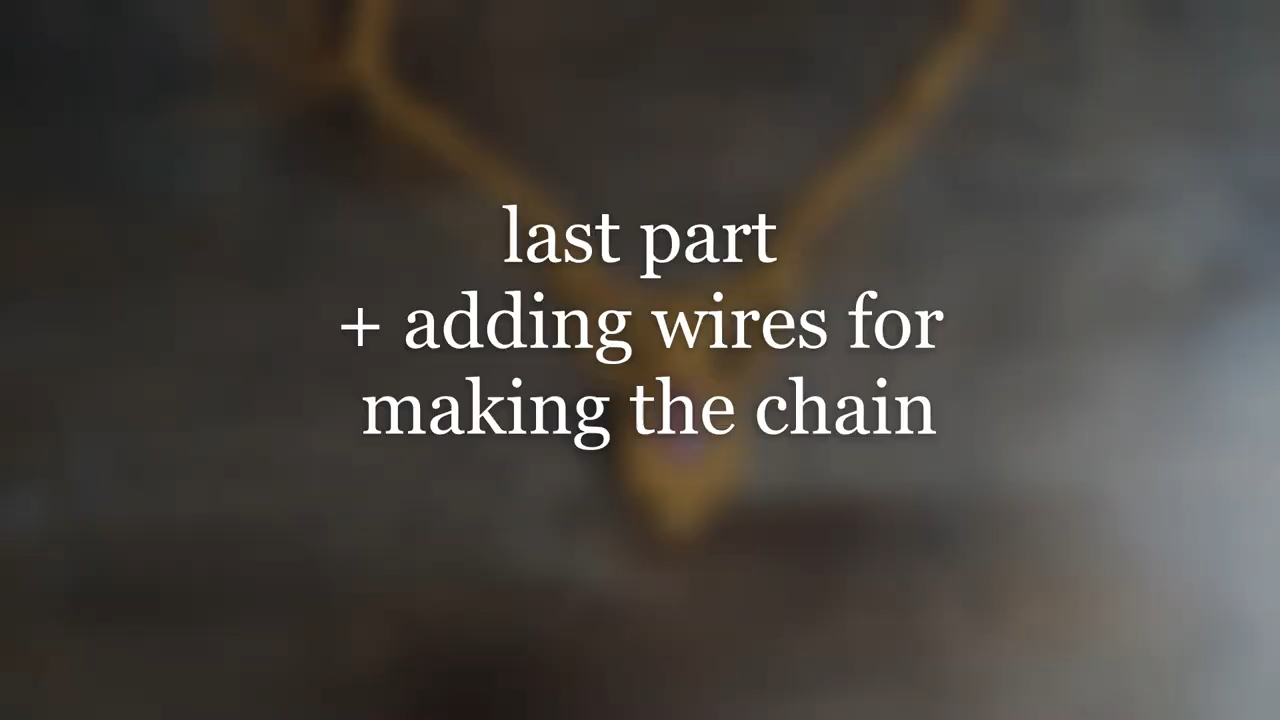 last part
+ adding wires for
making the chain